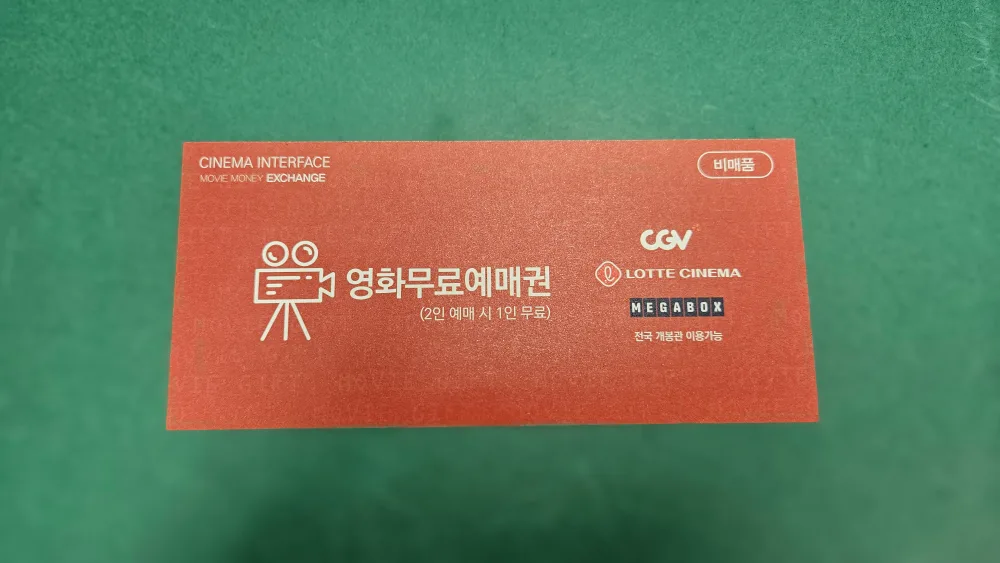 CINEMA INTERFACE
MOVIE MONEY EXCHANGE
비매품
영화무료예매권
(2인 예매 시 1인 무료)
CGV
LOTTE CINEMA
MEGABOX
전국 개봉관 이용가능